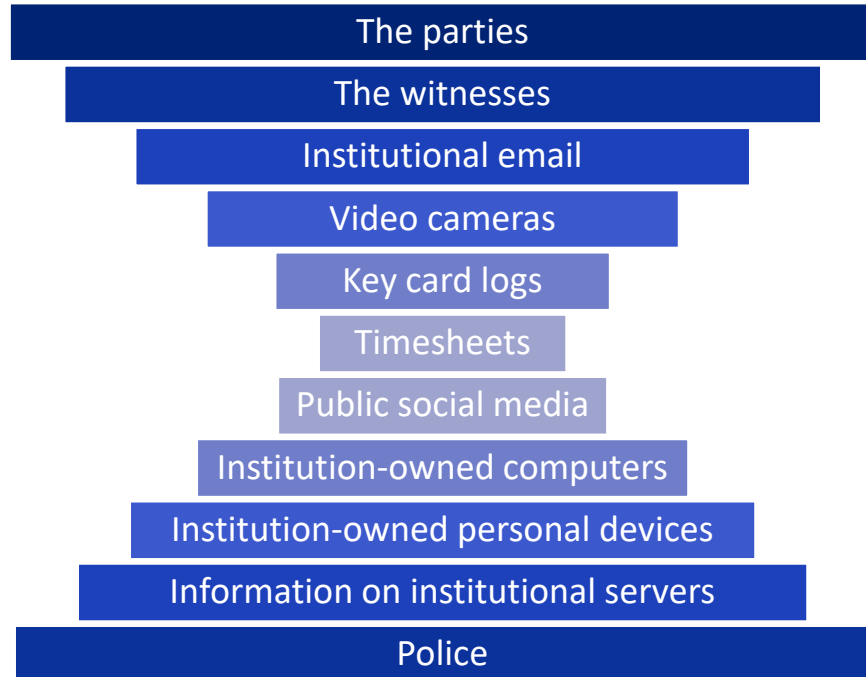 The parties
The witnesses
Institutional email
Video cameras
Key card logs
Timesheets
Public social media
Institution-owned computers
Institution-owned personal devices
Information on institutional servers
Police